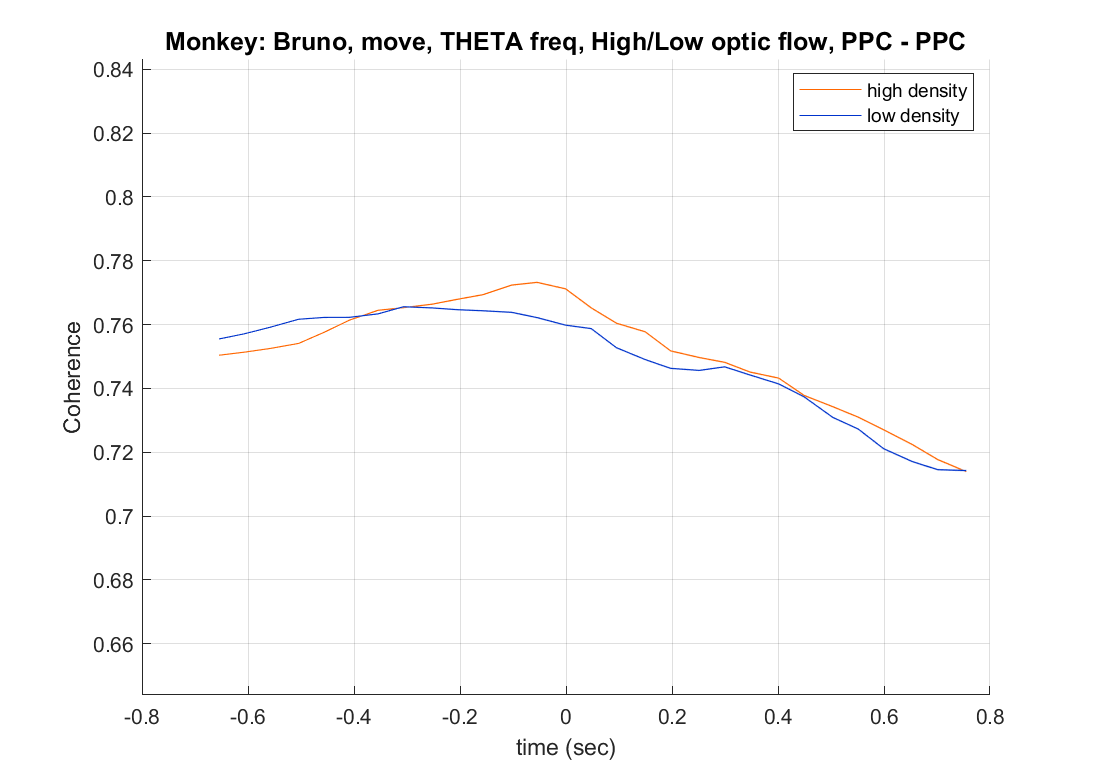 Monkey: Bruno, move, THETA freq, High/Low optic flow, PPC - PPC
0.84
0.82
0.8
0.78
0.76
0.74
0.72
0.7
0.68
0.66
Coherence
high density
low density
-0.8 -0.6 -0.4 -0.2 0 0.2 0.4 0.6 0.8
time (sec)